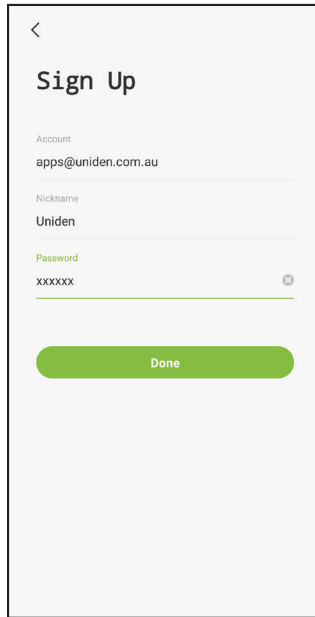 Sign Up
Account
apps@uniden.com.au
Nickname
Uniden
Password
xxxxxx
Done